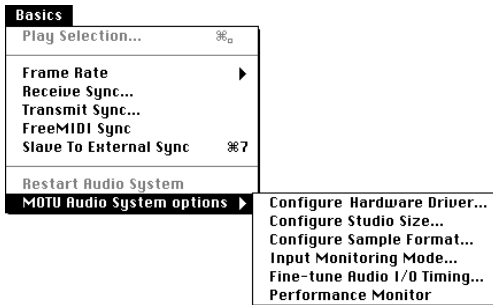 Basics
Play Selection... ⌘
Frame Rate ▶
Receive Sync...
Transmit Sync...
FreeMIDI Sync
Slave To External Sync ⌘7
Restart Audio System
MOTU Audio System options ▶
Configure Hardware Driver...
Configure Studio Size...
Configure Sample Format...
Input Monitoring Mode...
Fine-tune Audio I/O Timing...
Performance Monitor